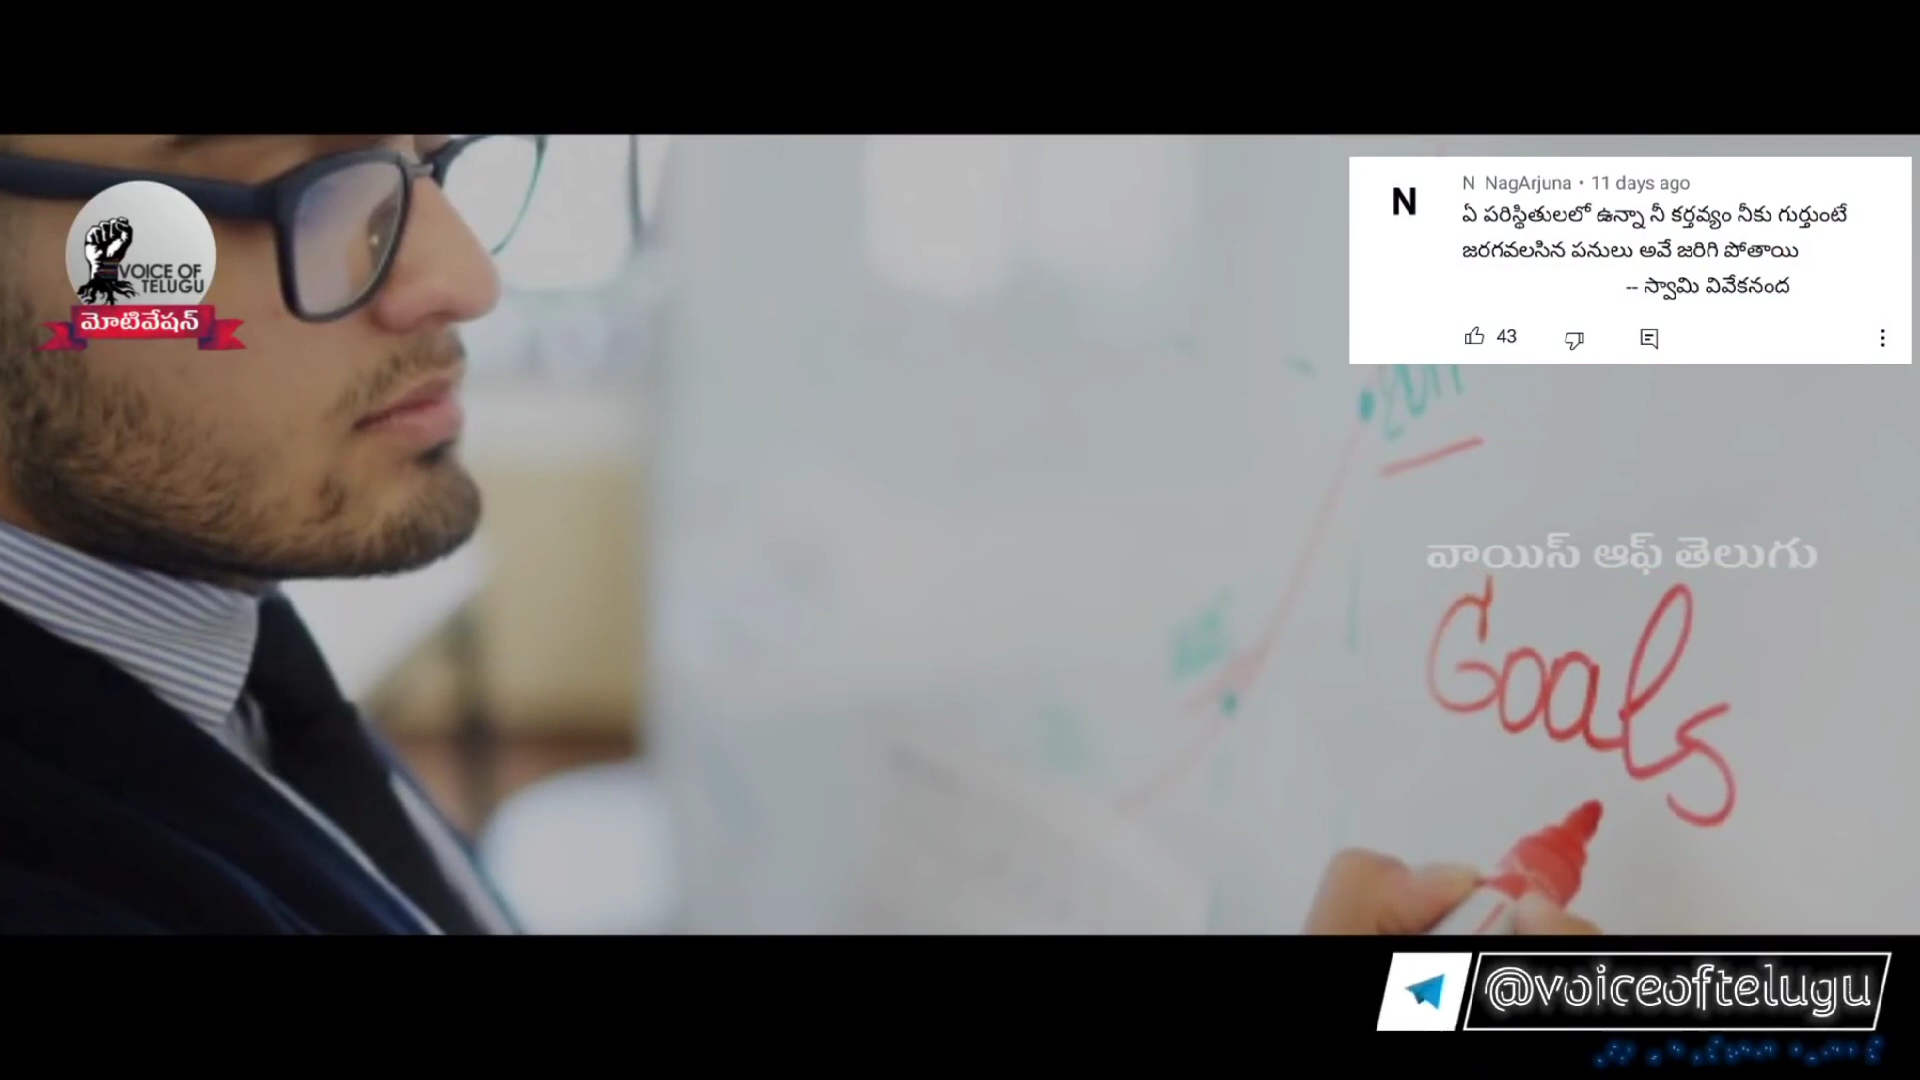 N NagArjuna • 11 days ago
ఏ పరిస్థితులలో ఉన్నా నీ కర్తవ్యం నీకు గుర్తుంటే
జరగవలసిన పనులు అవే జరిగి పోతాయి
-- స్వామి వివేకనంద
43
N
VOICE OF
TELUGU
మోటివేషన్
వాయిస్ ఆఫ్ తెలుగు
Goals
@voiceoftelugu